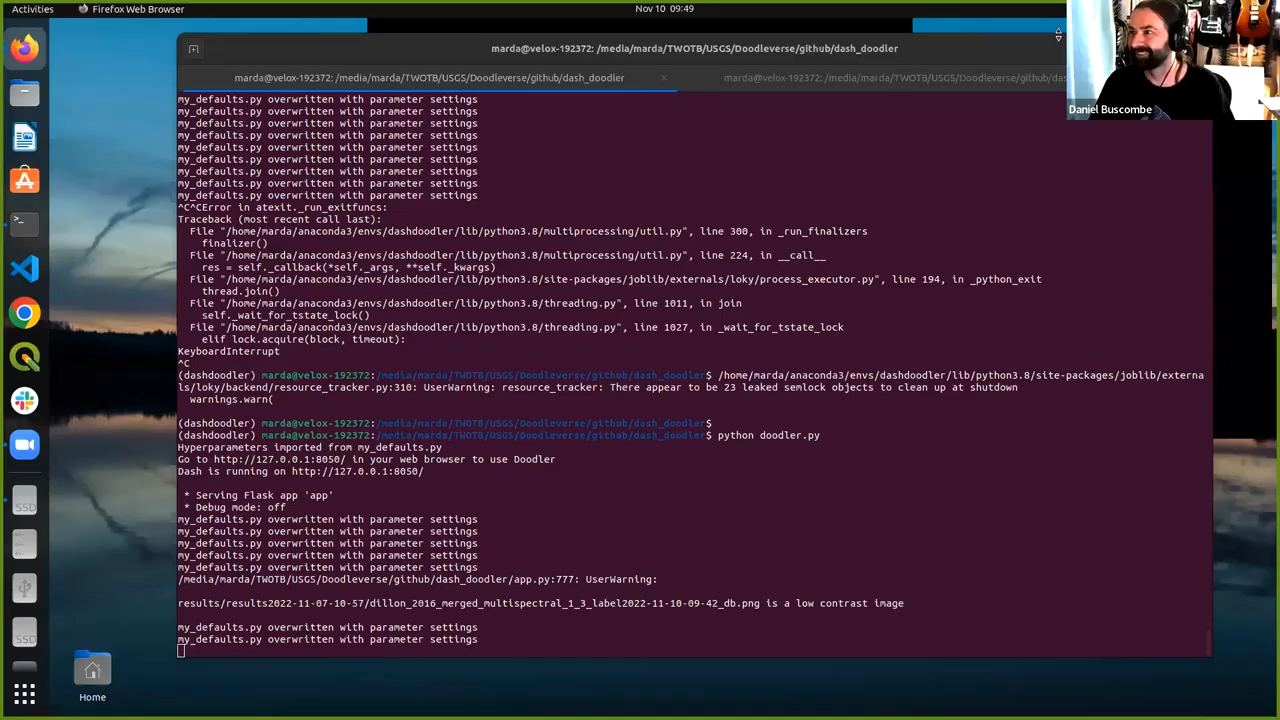 Activities
Firefox Web Browser
Nov 10 09:49
marda@velox-192372: /media/marda/TWOTB/USGS/Doodleverse/github/dash_doodler
marda@velox-192372: /media/marda/TWOTB/USGS/Doodleverse/github/dash_doodler
marda@velox-192372: /media/marda/TWOTB/USGS/Doodleverse/github/das
Daniel Buscombe
my_defaults.py overwritten with parameter settings
my_defaults.py overwritten with parameter settings
my_defaults.py overwritten with parameter settings
my_defaults.py overwritten with parameter settings
my_defaults.py overwritten with parameter settings
my_defaults.py overwritten with parameter settings
my_defaults.py overwritten with parameter settings
my_defaults.py overwritten with parameter settings
my_defaults.py overwritten with parameter settings
^C^CError in atexit._run_exitfuncs:
Traceback (most recent call last):
File "/home/marda/anaconda3/envs/dashdoodler/lib/python3.8/multiprocessing/util.py", line 300, in _run_finalizers
finalizer()
File "/home/marda/anaconda3/envs/dashdoodler/lib/python3.8/multiprocessing/util.py", line 224, in __call__
res = self._callback(*self._args, **self._kwargs)
File "/home/marda/anaconda3/envs/dashdoodler/lib/python3.8/site-packages/joblib/externals/loky/process_executor.py", line 194, in _python_exit
thread.join()
File "/home/marda/anaconda3/envs/dashdoodler/lib/python3.8/threading.py", line 1011, in join
self._wait_for_tstate_lock()
File "/home/marda/anaconda3/envs/dashdoodler/lib/python3.8/threading.py", line 1027, in _wait_for_tstate_lock
elif lock.acquire(block, timeout):
KeyboardInterrupt
^C
(dashdoodler) marda@velox-192372:/media/marda/TWOTB/USGS/Doodleverse/github/dash_doodler$ /home/marda/anaconda3/envs/dashdoodler/lib/python3.8/site-packages/joblib/externa
ls/loky/backend/resource_tracker.py:310: UserWarning: resource_tracker: There appear to be 23 leaked semlock objects to clean up at shutdown
warnings.warn(
(dashdoodler) marda@velox-192372:/media/marda/TWOTB/USGS/Doodleverse/github/dash_doodler$
(dashdoodler) marda@velox-192372:/media/marda/TWOTB/USGS/Doodleverse/github/dash_doodler$ python doodler.py
Hyperparameters imported from my_defaults.py
Go to http://127.0.0.1:8050/ in your web browser to use Doodler
Dash is running on http://127.0.0.1:8050/
* Serving Flask app 'app'
* Debug mode: off
my_defaults.py overwritten with parameter settings
my_defaults.py overwritten with parameter settings
my_defaults.py overwritten with parameter settings
my_defaults.py overwritten with parameter settings
my_defaults.py overwritten with parameter settings
/media/marda/TWOTB/USGS/Doodleverse/github/dash_doodler/app.py:777: UserWarning:
results/results2022-11-07-10-57/dillon_2016_merged_multispectral_1_3_label2022-11-10-09-42_db.png is a low contrast image
my_defaults.py overwritten with parameter settings
my_defaults.py overwritten with parameter settings
SSD
SSD
Home